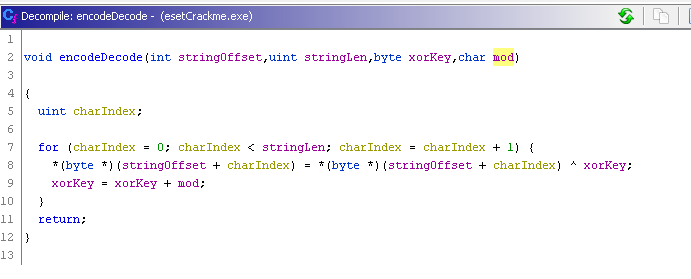 Decompile: encodeDecode - (esetCrackme.exe)
1
2 void encodeDecode(int stringOffset,uint stringLen,byte xorKey,char mod)
3
4 {
5 uint charIndex;
6
7 for (charIndex = 0; charIndex < stringLen; charIndex = charIndex + 1) {
8 *(byte *)(stringOffset + charIndex) = *(byte *)(stringOffset + charIndex) ^ xorKey;
9 xorKey = xorKey + mod;
10 }
11 return;
12 }
13